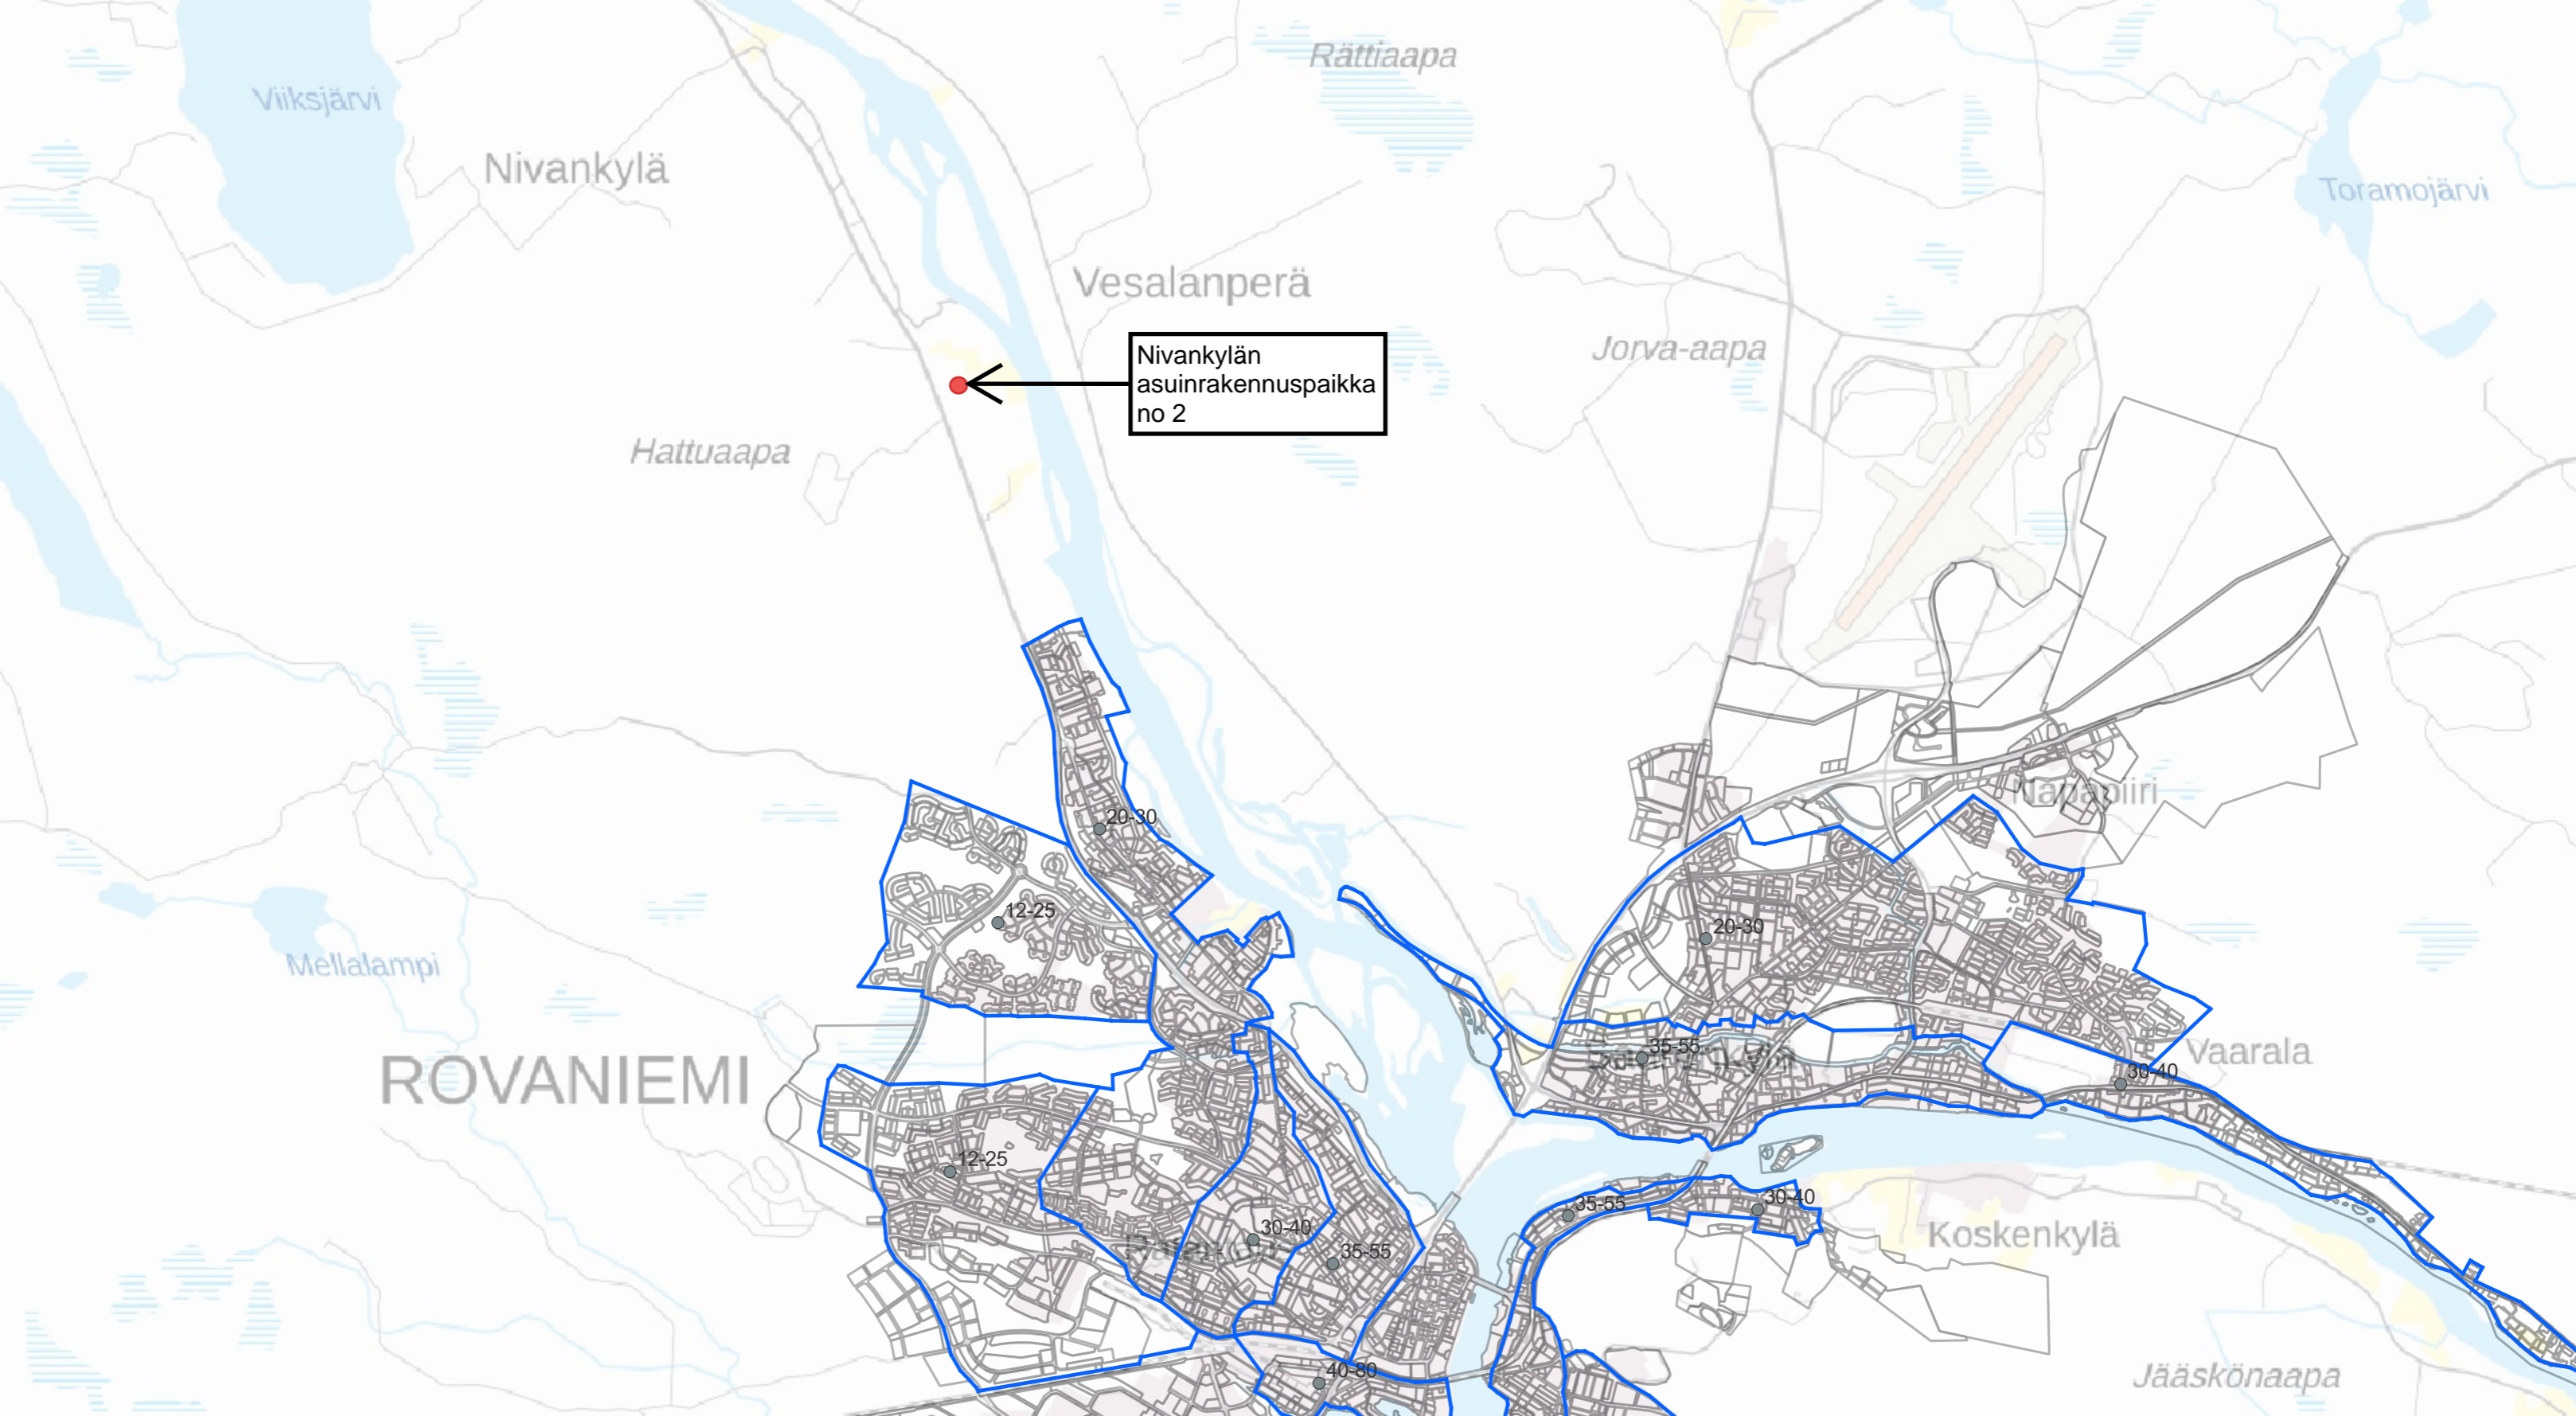 Rättiaapa
Viiksjärvi
Nivankylä
Toramojärvi
Vesalanperä
Nivankylän
asuinrakennuspaikka
no 2
Jorva-aapa
Hattuaapa
Napapiiri
20-30
12-25
20-30
Mellalampi
35-55
Vaarala
30-40
ROVANIEMI
12-25
35-55
30-40
30-40
Koskenkylä
35-55
40-80
Jääskönaapa